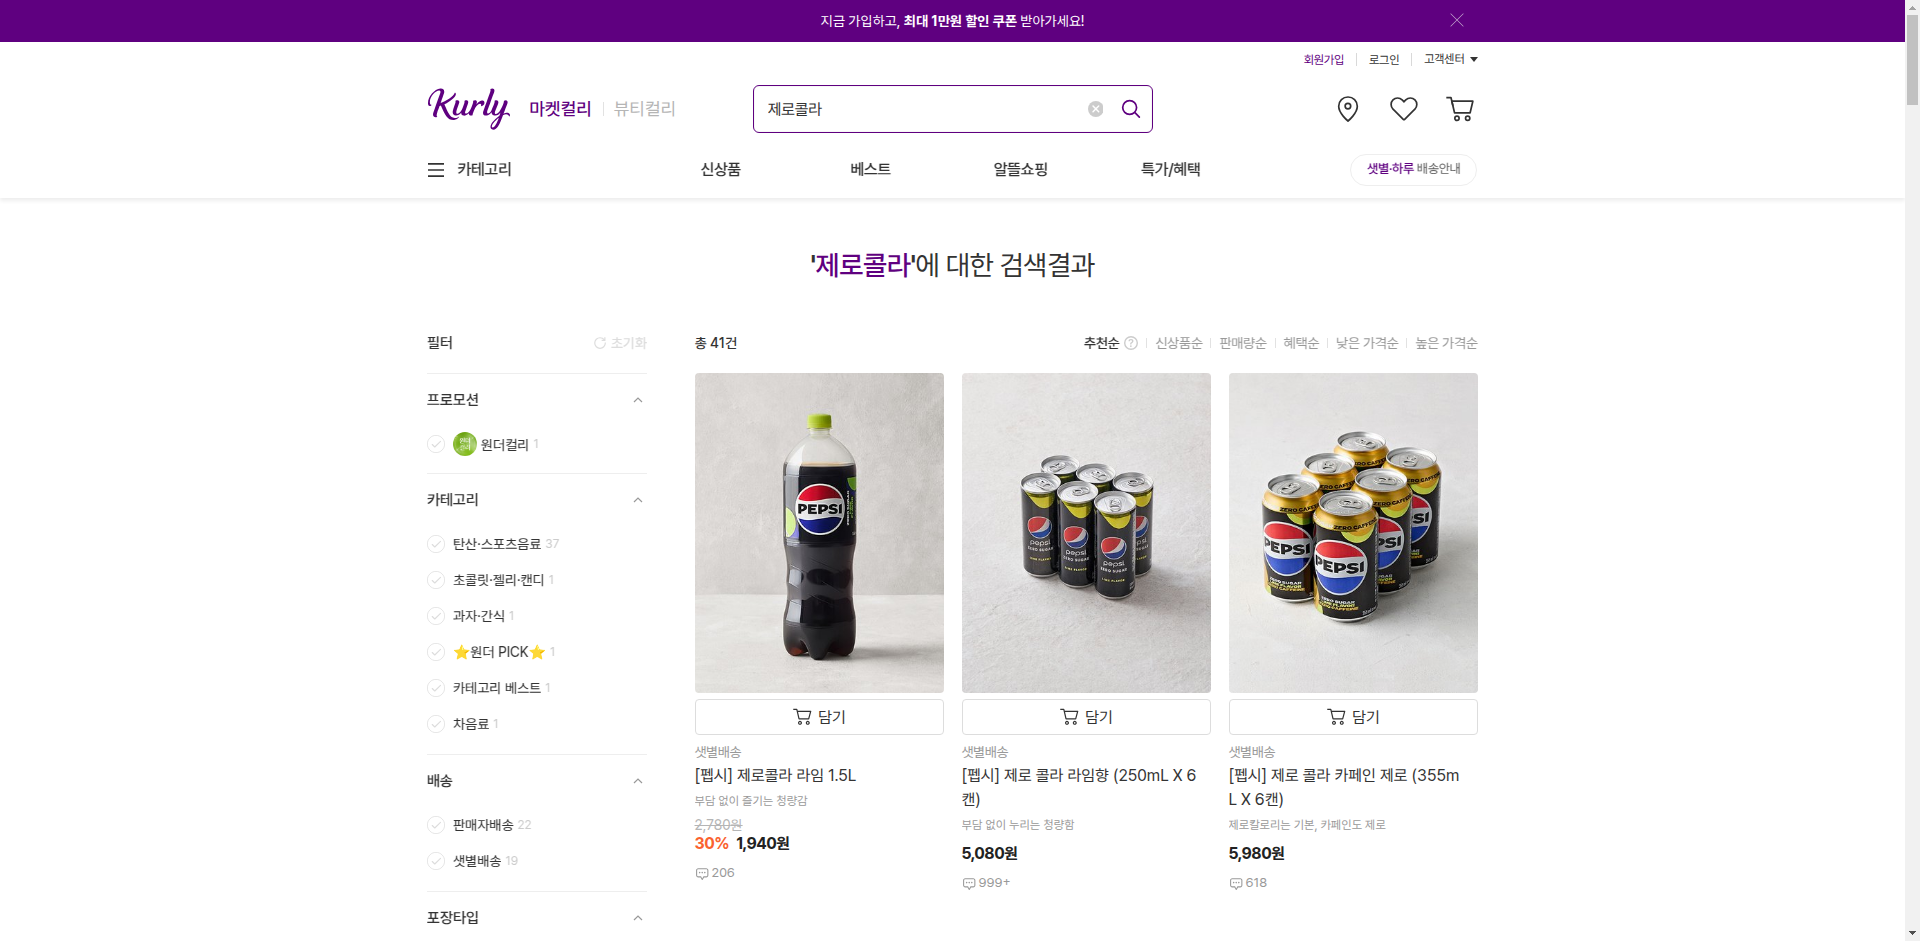 지금 가입하고, 최대 1만원 할인 쿠폰 받아가세요!
회원가입 로그인 고객센터
Kurly 마켓컬리 뷰티컬리
제로콜라
카테고리 신상품 베스트 알뜰쇼핑 특가/혜택 샛별·하루 배송안내
'제로콜라'에 대한 검색결과
필터 초기화
프로모션
원더컬리 1
카테고리
탄산·스포츠음료 37
초콜릿·젤리·캔디 1
과자·간식 1
⭐원더 PICK⭐ 1
카테고리 베스트 1
차음료 1
배송
판매자배송 22
샛별배송 19
포장타입
총 41건
추천순 신상품순 판매량순 혜택순 낮은 가격순 높은 가격순
PEPSI
담기
샛별배송
[펩시] 제로콜라 라임 1.5L
부담 없이 즐기는 청량감
2,780원
30% 1,940원
206
pepsi
ZERO SUGAR
담기
샛별배송
[펩시] 제로 콜라 라임향 (250mL X 6
캔)
부담 없이 누리는 청량함
5,080원
999+
ZERO CAFFEINE
PEPSI
담기
샛별배송
[펩시] 제로 콜라 카페인 제로 (355m
L X 6캔)
제로칼로리는 기본, 카페인도 제로
5,980원
618